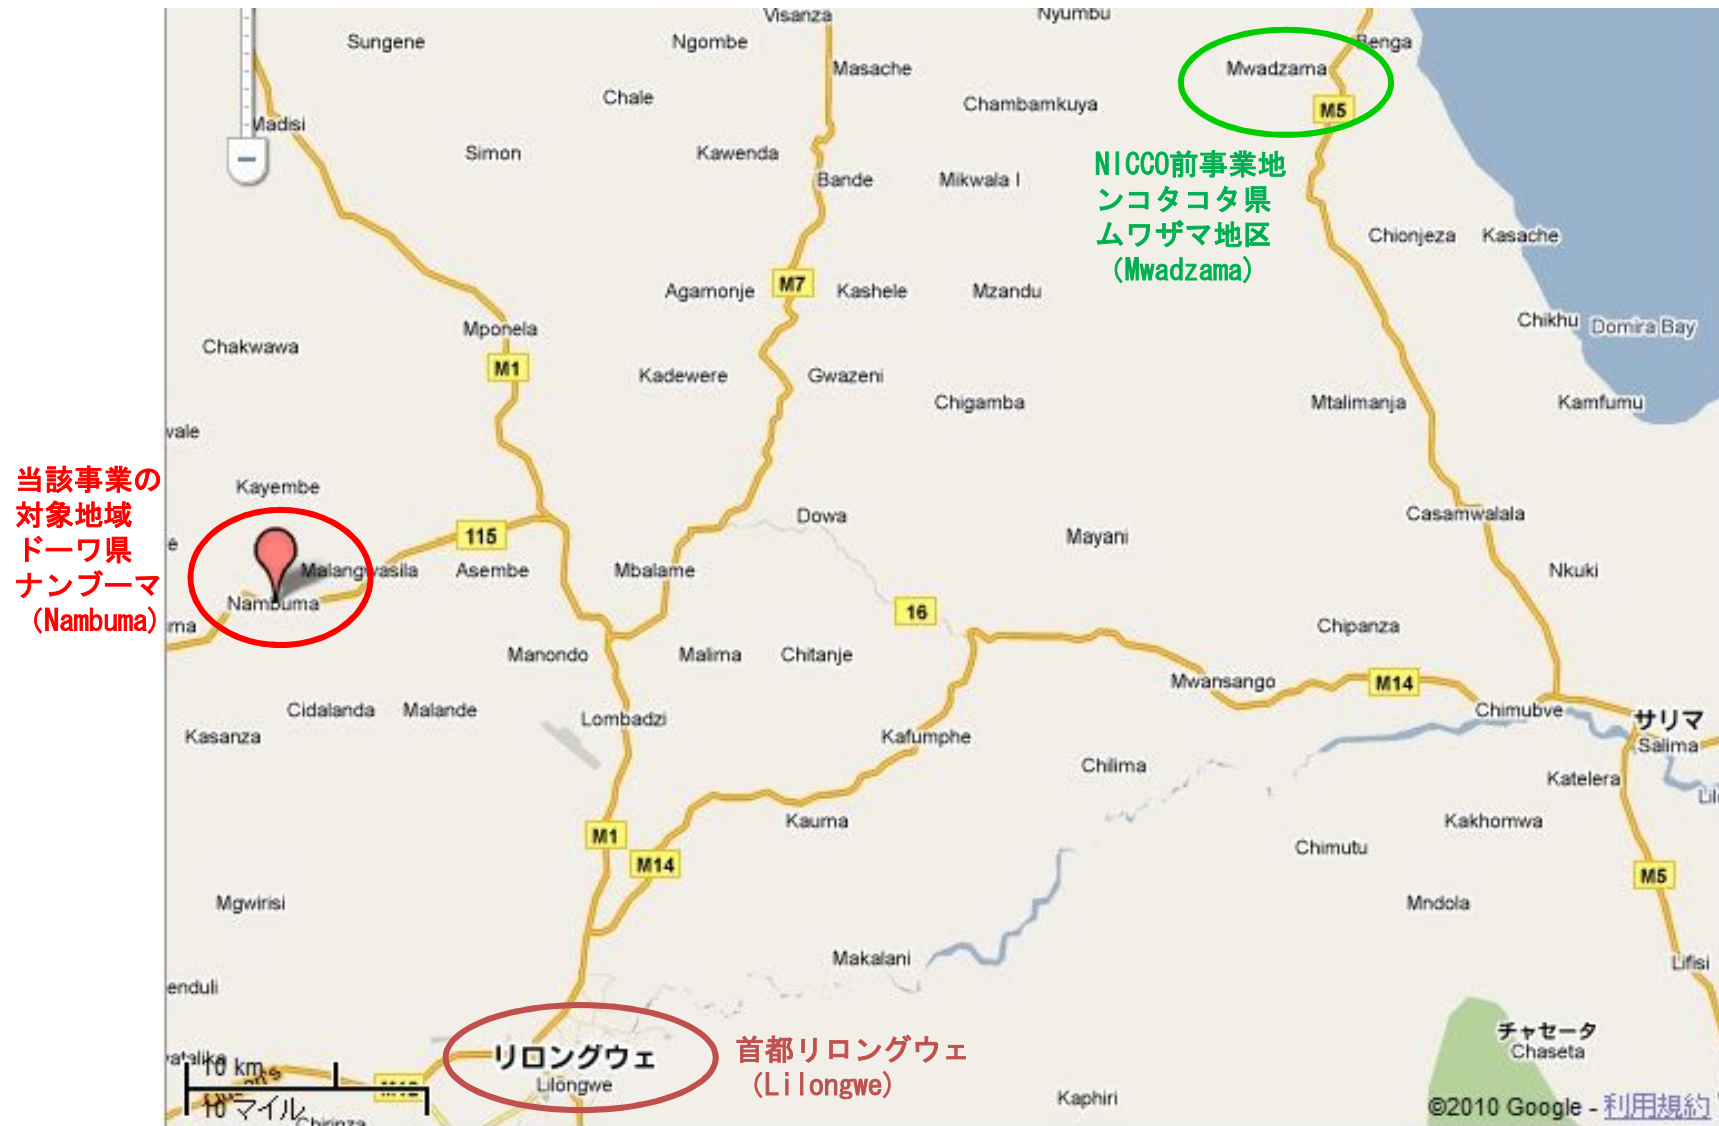 Visanza
Nyumbu
Sungene
Ngombe
Benga
Masache
Mwadzama
Chale
Chambamkuya
M5
Madisi
Simon
Kawenda
NICCO前事業地
ンコタコタ県
ムワザマ地区
(Mwadzama)
Bande
Mikwala I
Chionjeza
Kasache
Agamonje
M7
Kashele
Mzandu
Chikhu
Domira Bay
Mponela
Chakwawa
M1
Kadewere
Gwazeni
Chigamba
Mtalimanja
Kamfumu
vale
当該事業の
対象地域
ドーワ県
ナンブーマ
(Nambuma)
Kayembe
Dowa
Casamwalala
115
Mayani
e
Malangwasila
Asembe
Mbalame
Nkuki
Nambuma
16
ma
Chipanza
Manondo
Malima
Chitanje
Mwansango
M14
Cidalanda
Malande
Lombadzi
Chimubve
サリマ
Salima
Kasanza
Kafumphe
Chilima
Katelera
Lil
M1
Kauma
Kakhomwa
M14
Chimutu
M5
Mgwirisi
Mndola
Makalani
Lifisi
enduli
チャセータ
Chaseta
リロングウェ
Lilongwe
首都リロングウェ
(Lilongwe)
vatalika
10 km
M12
10 マイル
Chirinza
Kaphiri
©2010 Google - 利用規約